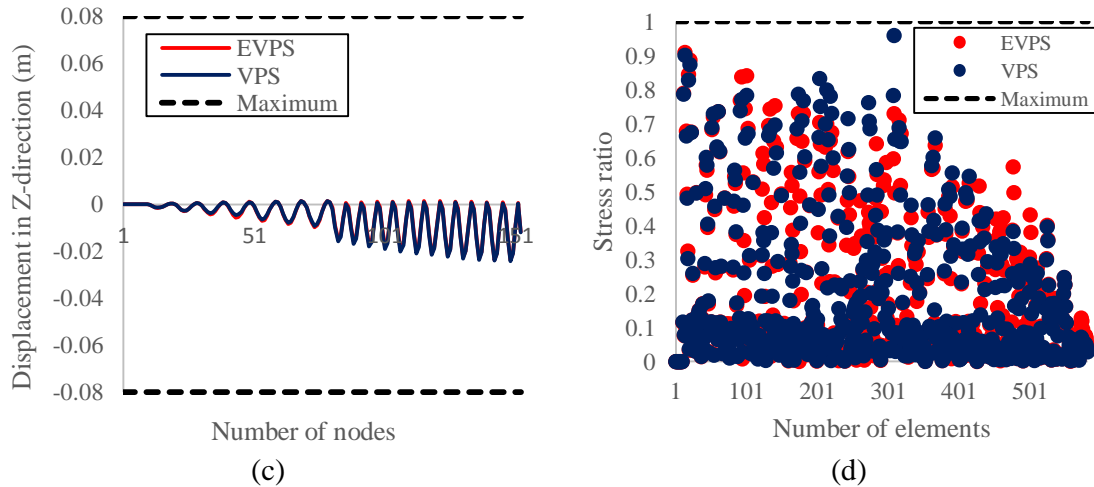 Displacement in Z-direction (m)
0.08
0.06
0.04
0.02
0
-0.02
-0.04
-0.06
-0.08
EVPS
VPS
Maximum
1
51
101
151
Number of nodes
(c)
Stress ratio
1
0.9
0.8
0.7
0.6
0.5
0.4
0.3
0.2
0.1
0
EVPS
VPS
Maximum
1
101
201
301
401
501
Number of elements
(d)